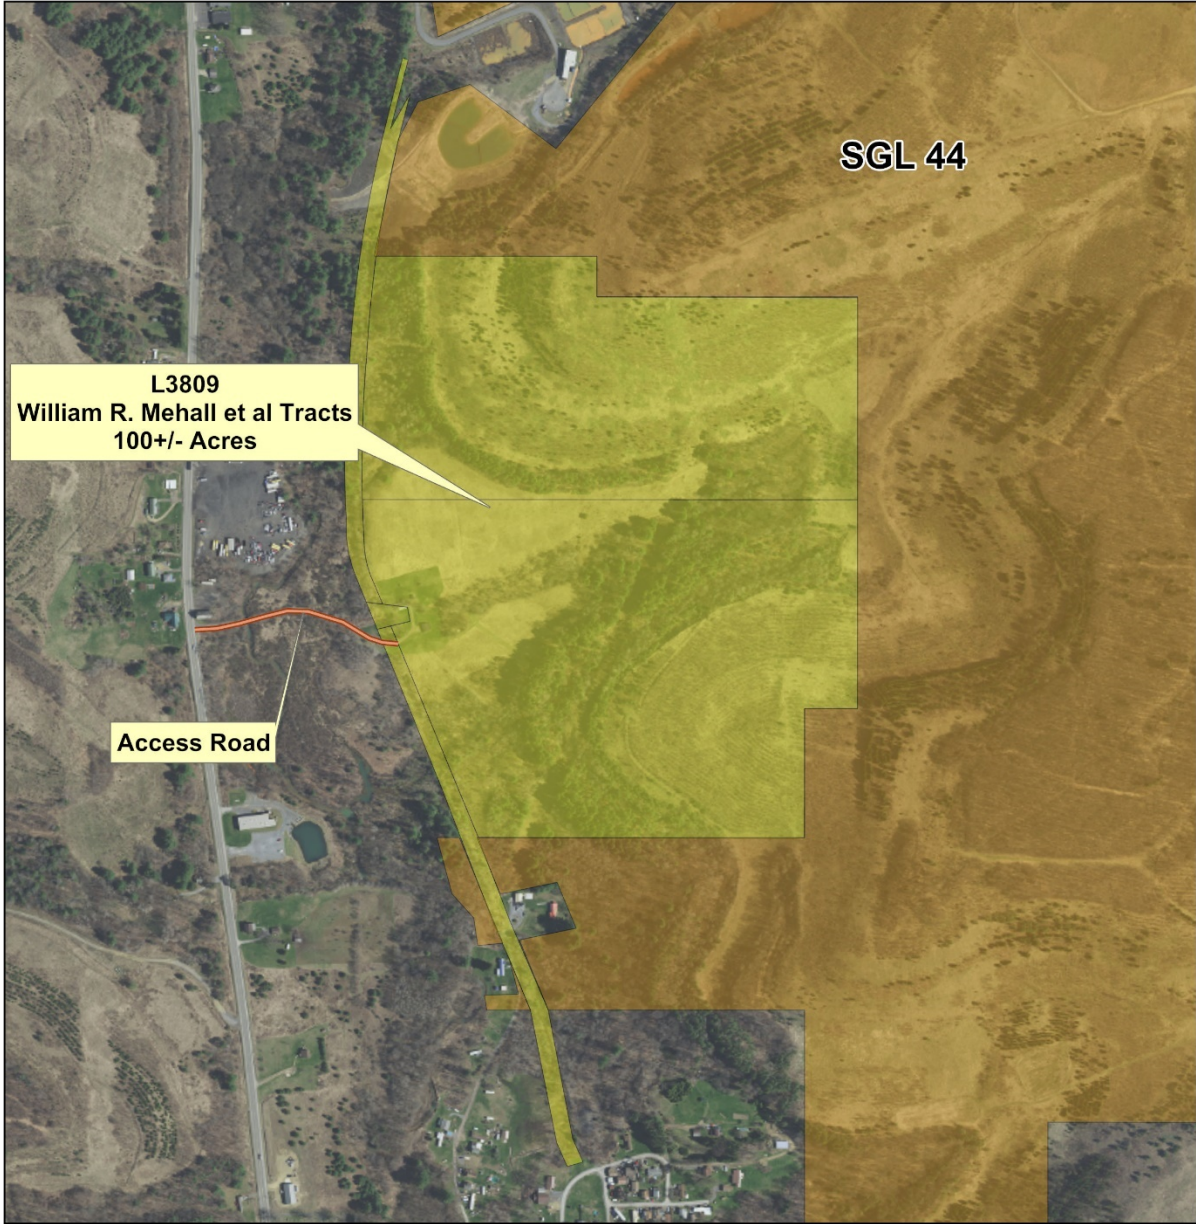 SGL 44
L3809
William R. Mehall et al Tracts
100+/- Acres
Access Road